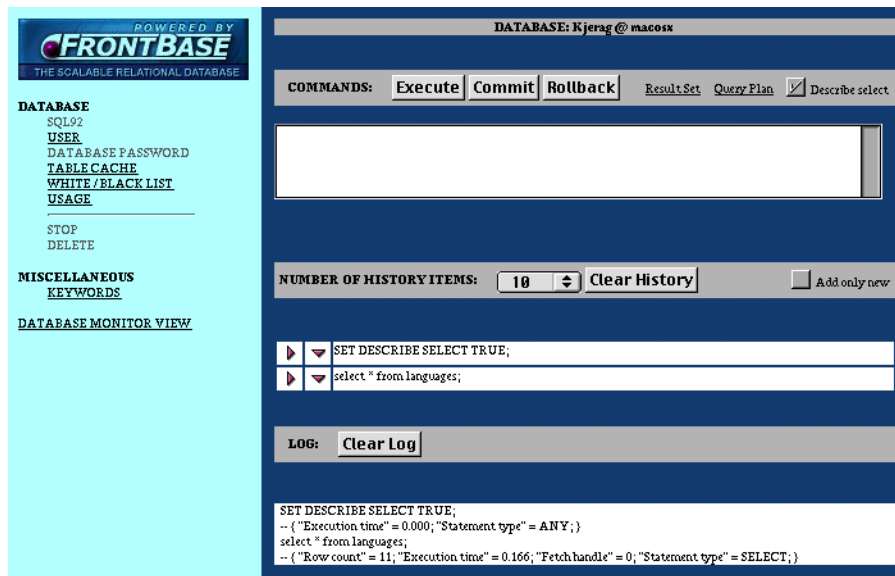 POWERED BY
FRONTBASE
THE SCALABLE RELATIONAL DATABASE
DATABASE
SQL92
USER
DATABASE PASSWORD
TABLE CACHE
WHITE / BLACK LIST
USAGE
STOP
DELETE
MISCELLANEOUS
KEYWORDS
DATABASE MONITOR VIEW
DATABASE: Kjerag @ macosx
COMMANDS: Execute Commit Rollback Result Set Query Plan Describe select
NUMBER OF HISTORY ITEMS: 10 Clear History Add only new
SET DESCRIBE SELECT TRUE;
select * from languages;
LOG: Clear Log
SET DESCRIBE SELECT TRUE;
-- { "Execution time" = 0.000; "Statement type" = ANY; }
select * from languages;
-- { "Row count" = 11; "Execution time" = 0.166; "Fetch handle" = 0; "Statement type" = SELECT; }